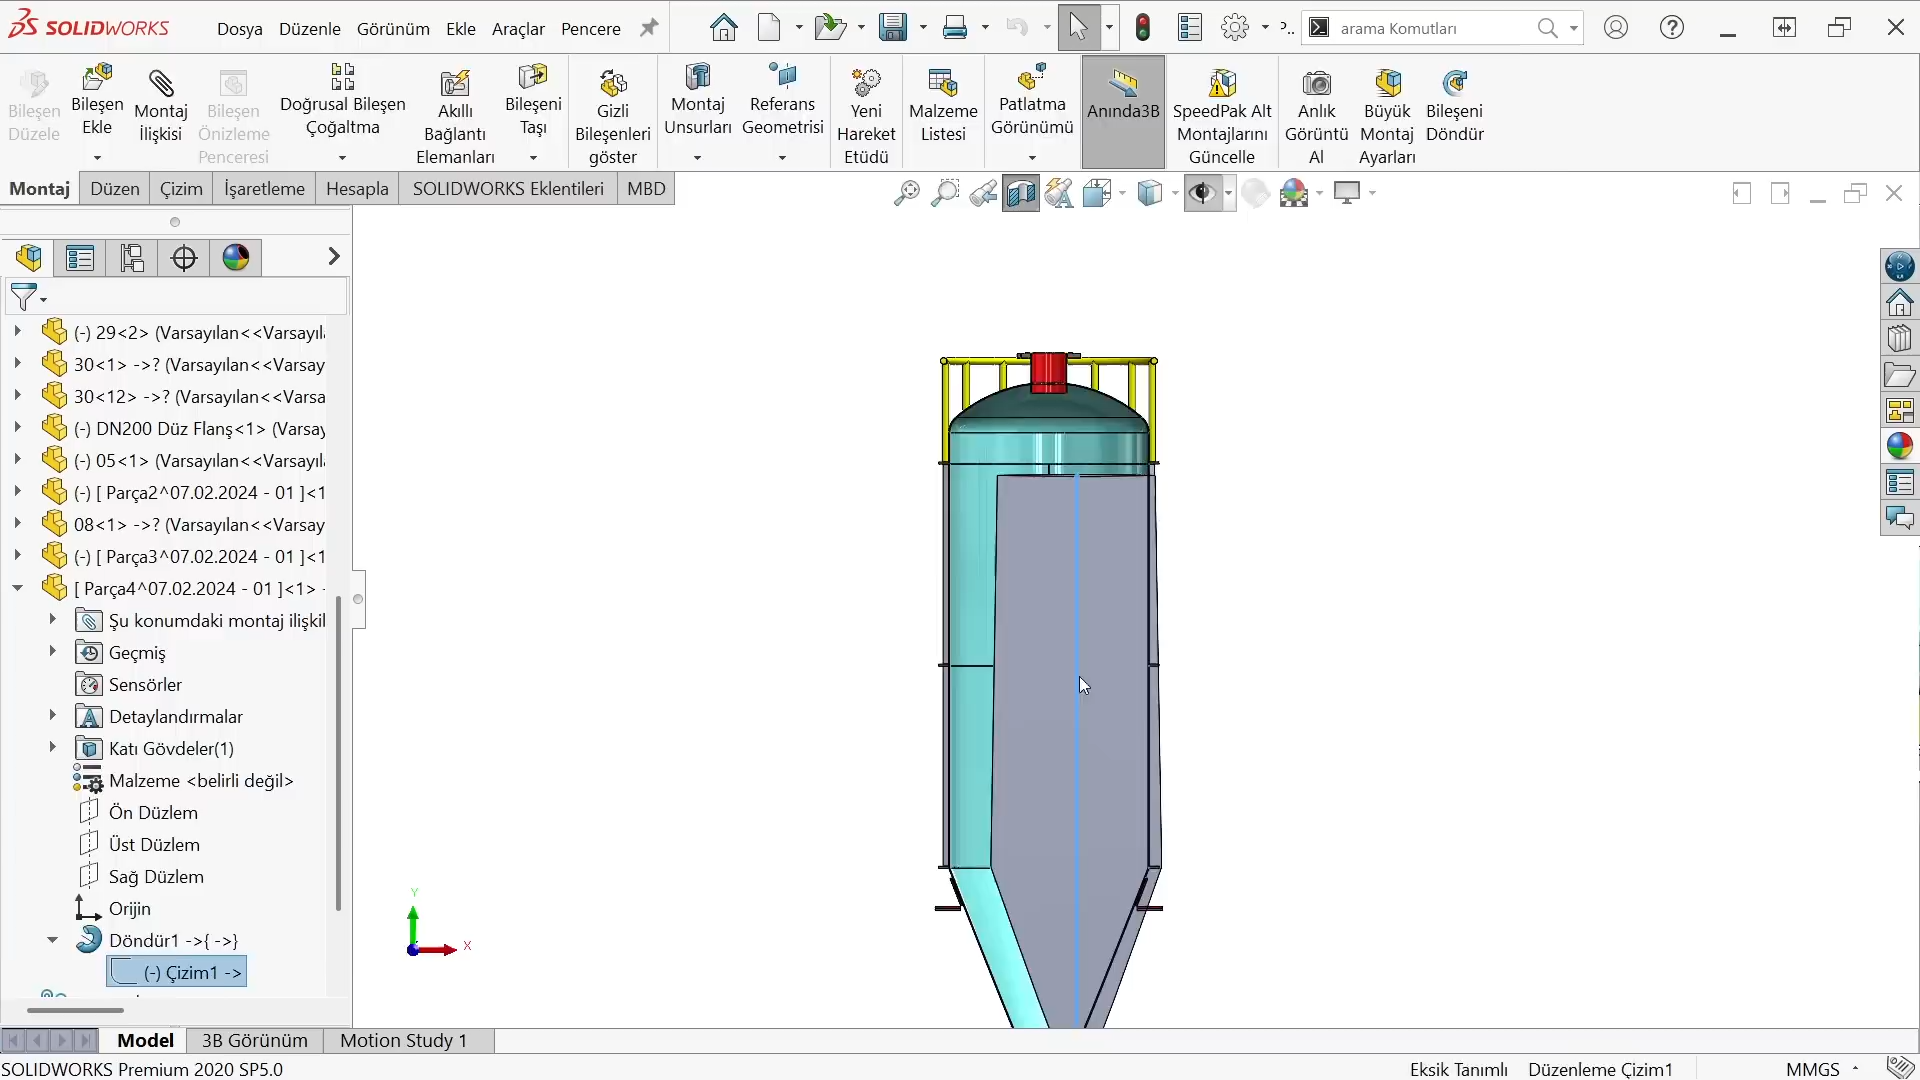 SOLIDWORKS
Dosya Düzenle Görünüm Ekle Araçlar Pencere
P..
arama Komutları
Bileşen Düzele
Bileşen Ekle
Montaj İlişkisi
Bileşen Önizleme Penceresi
Doğrusal Bileşen Çoğaltma
Akıllı Bağlantı Elemanları
Bileşeni Taşı
Gizli Bileşenleri göster
Montaj Unsurları
Referans Geometrisi
Yeni Hareket Etüdü
Malzeme Listesi
Patlatma Görünümü
Anında3B
SpeedPak Alt Montajlarını Güncelle
Anlık Görüntü Al
Büyük Montaj Ayarları
Bileşeni Döndür
Montaj Düzen Çizim İşaretleme Hesapla SOLIDWORKS Eklentileri MBD
(-) 29<2> (Varsayılan<<Varsayıl
30<1> ->? (Varsayılan<<Varsay
30<12> ->? (Varsayılan<<Varsa
(-) DN200 Düz Flanş<1> (Varsay
(-) 05<1> (Varsayılan<<Varsayıl
(-) [ Parça2^07.02.2024 - 01 ]<1
08<1> ->? (Varsayılan<<Varsay
(-) [ Parça3^07.02.2024 - 01 ]<1
[ Parça4^07.02.2024 - 01 ]<1> -
Şu konumdaki montaj ilişkil
Geçmiş
Sensörler
Detaylandırmalar
Katı Gövdeler(1)
Malzeme <belirli değil>
Ön Düzlem
Üst Düzlem
Sağ Düzlem
Orijin
Döndür1 ->{ ->}
(-) Çizim1 ->
Y
X
Model 3B Görünüm Motion Study 1
SOLIDWORKS Premium 2020 SP5.0
Eksik Tanımlı Düzenleme Çizim1 MMGS